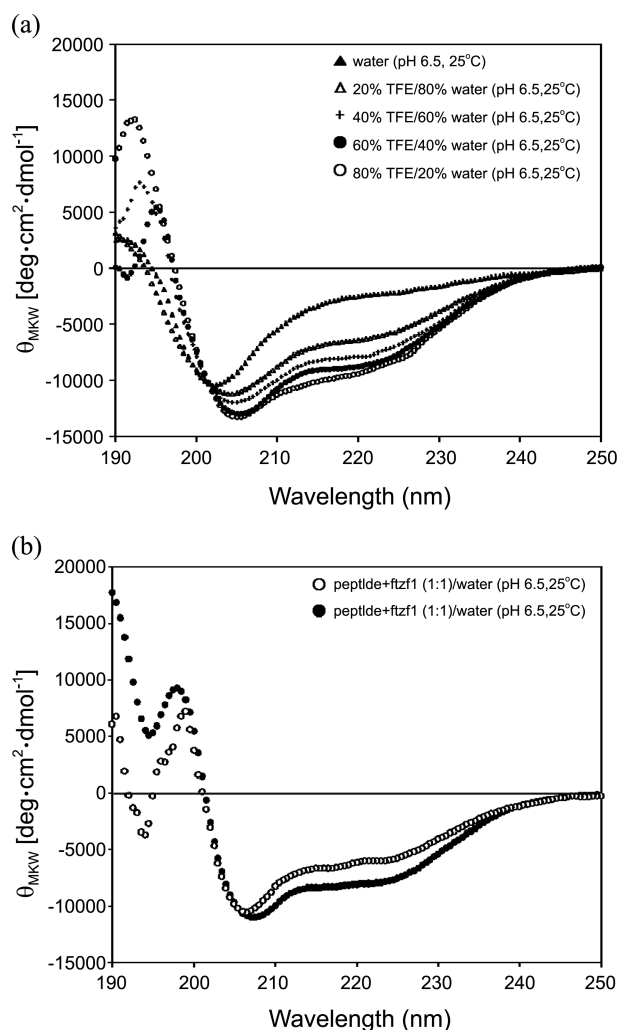 (a)
20000
15000
10000
5000
0
-5000
-10000
-15000
θMKW [deg·cm²·dmol⁻¹]
▲ water (pH 6.5, 25°C)
△ 20% TFE/80% water (pH 6.5,25°C)
+ 40% TFE/60% water (pH 6.5,25°C)
● 60% TFE/40% water (pH 6.5,25°C)
○ 80% TFE/20% water (pH 6.5,25°C)
190 200 210 220 230 240 250
Wavelength (nm)
(b)
20000
15000
10000
5000
0
-5000
-10000
-15000
θMKW [deg·cm²·dmol⁻¹]
○ peptlde+ftzf1 (1:1)/water (pH 6.5,25°C)
● peptlde+ftzf1 (1:1)/water (pH 6.5,25°C)
190 200 210 220 230 240 250
Wavelength (nm)